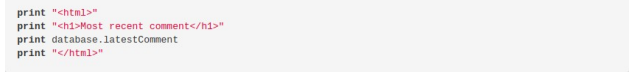 print "<html>"
print "<h1>Most recent comment</h1>"
print database.latestComment
print "</html>"